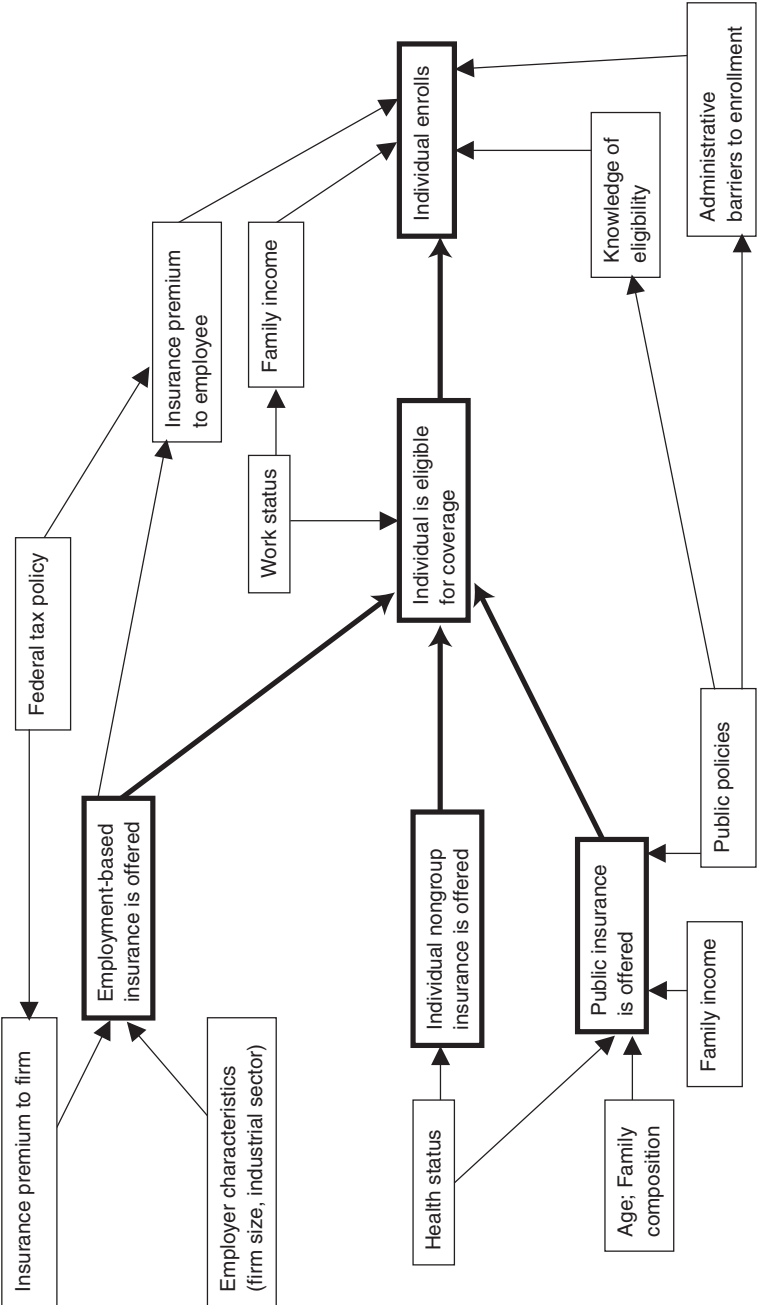 Insurance premium to firm
Federal tax policy
Employment-based
insurance is offered
Insurance premium
to employee
Employer characteristics
(firm size, industrial sector)
Work status
Family income
Health status
Individual nongroup
insurance is offered
Individual is eligible
for coverage
Individual enrolls
Age; Family
composition
Public insurance
is offered
Knowledge of
eligibility
Family income
Public policies
Administrative
barriers to enrollment